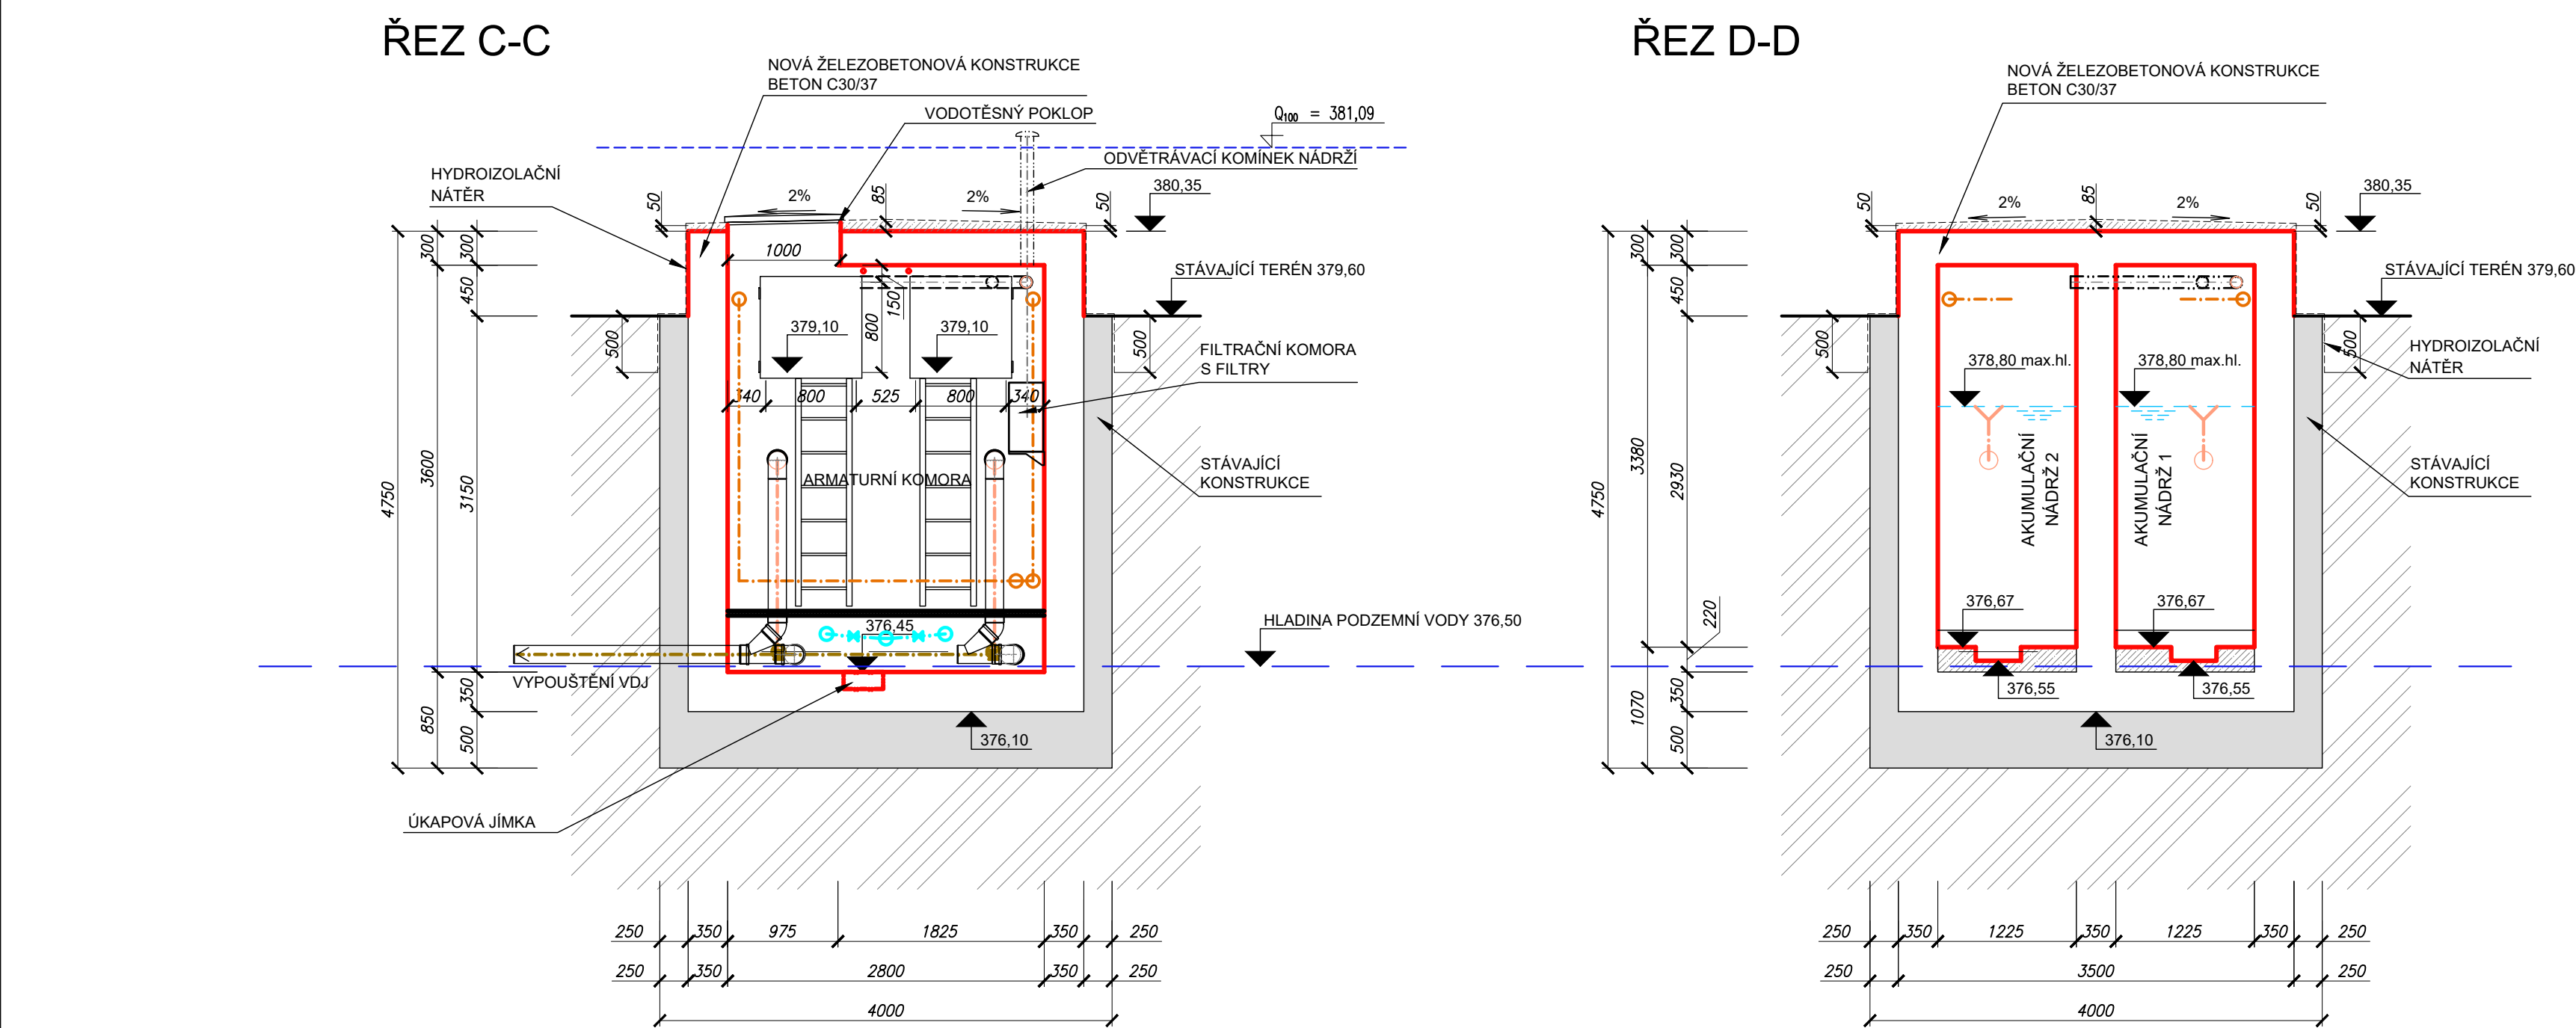 ŘEZ C-C
NOVÁ ŽELEZOBETONOVÁ KONSTRUKCE
BETON C30/37
VODOTĚSNÝ POKLOP
Q100 = 381,09
ODVĚTRÁVACÍ KOMÍNEK NÁDRŽÍ
HYDROIZOLAČNÍ
NÁTĚR
50
2%
85
2%
50
380,35
1000
STÁVAJÍCÍ TERÉN 379,60
300
300
450
150
800
379,10
379,10
500
500
FILTRAČNÍ KOMORA
S FILTRY
340
800
525
800
340
4750
3600
3150
ARMATURNÍ KOMORA
STÁVAJÍCÍ
KONSTRUKCE
376,45
HLADINA PODZEMNÍ VODY 376,50
VYPOUŠTĚNÍ VDJ
850
350
500
376,10
ÚKAPOVÁ JÍMKA
250
350
975
1825
350
250
250
350
2800
350
250
4000
ŘEZ D-D
NOVÁ ŽELEZOBETONOVÁ KONSTRUKCE
BETON C30/37
50
2%
85
2%
50
380,35
300
300
450
STÁVAJÍCÍ TERÉN 379,60
500
500
HYDROIZOLAČNÍ
NÁTĚR
378,80 max.hl.
378,80 max.hl.
4750
3380
2930
AKUMULAČNÍ
NÁDRŽ 2
AKUMULAČNÍ
NÁDRŽ 1
STÁVAJÍCÍ
KONSTRUKCE
376,67
376,67
220
376,55
376,55
1070
350
500
376,10
250
350
1225
350
1225
350
250
250
3500
250
4000